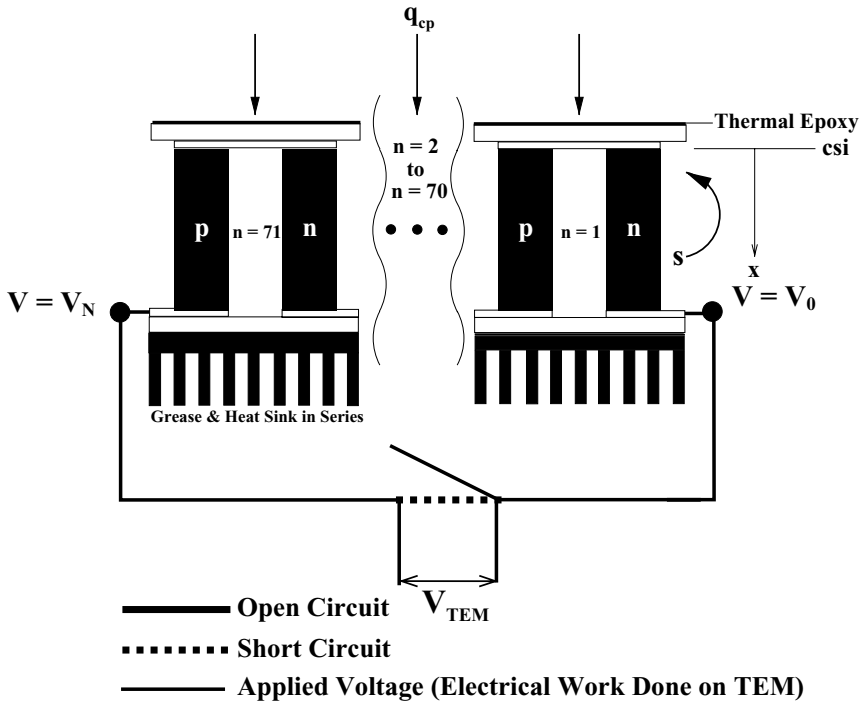 q_cp
Thermal Epoxy
csi
n = 2
to
n = 70
p
n = 71
n
p
n = 1
n
s
x
V = V_N
V = V_0
Grease & Heat Sink in Series
V_TEM
Open Circuit
Short Circuit
Applied Voltage (Electrical Work Done on TEM)